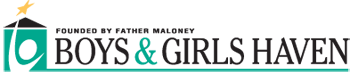 FOUNDED BY FATHER MALONEY
BOYS & GIRLS HAVEN